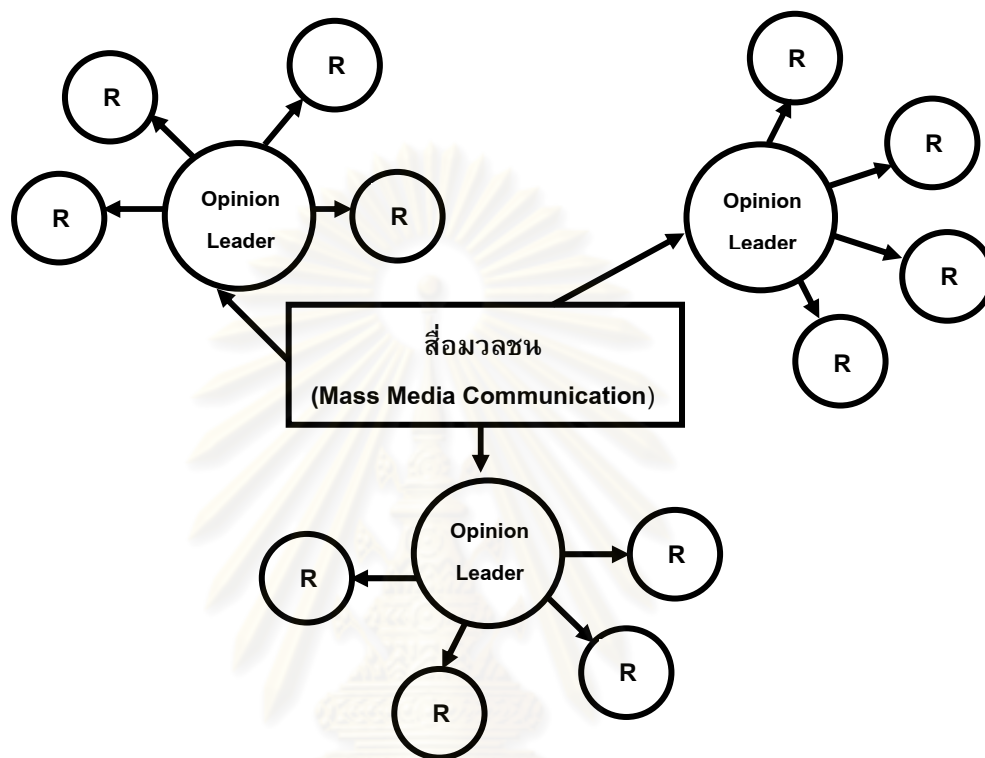 R
R
R
R
R
Opinion
Leader
R
R
Opinion
Leader
R
R
สื่อมวลชน
(Mass Media Communication)
Opinion
Leader
R
R
R
R